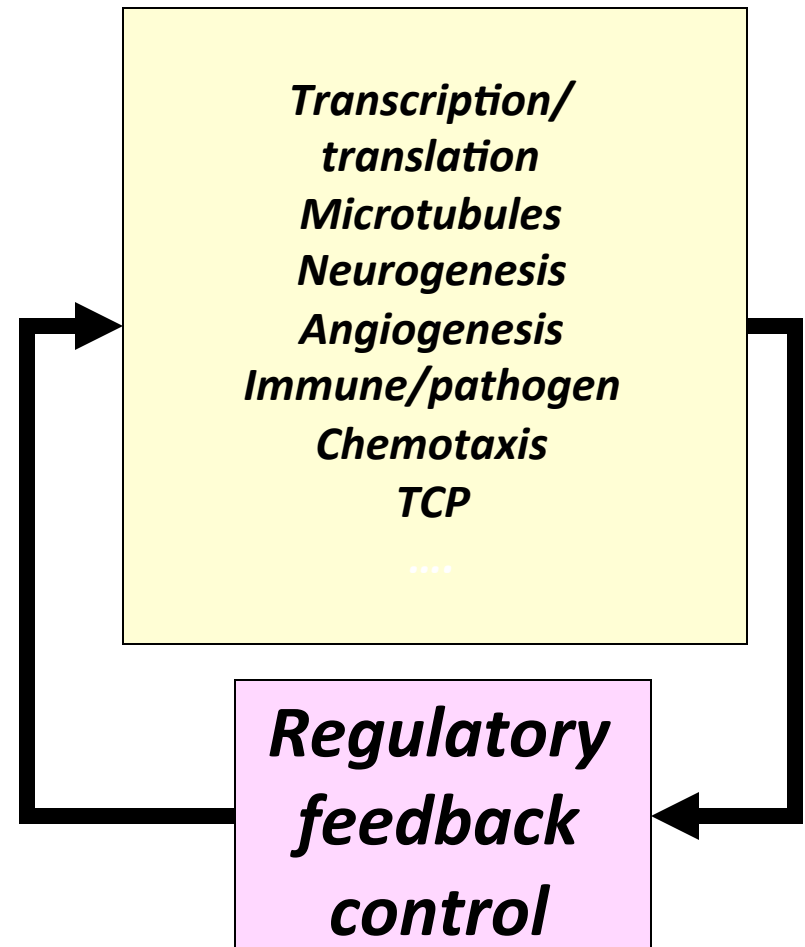 Transcription/
translation
Microtubules
Neurogenesis
Angiogenesis
Immune/pathogen
Chemotaxis
TCP
....
Regulatory
feedback
control